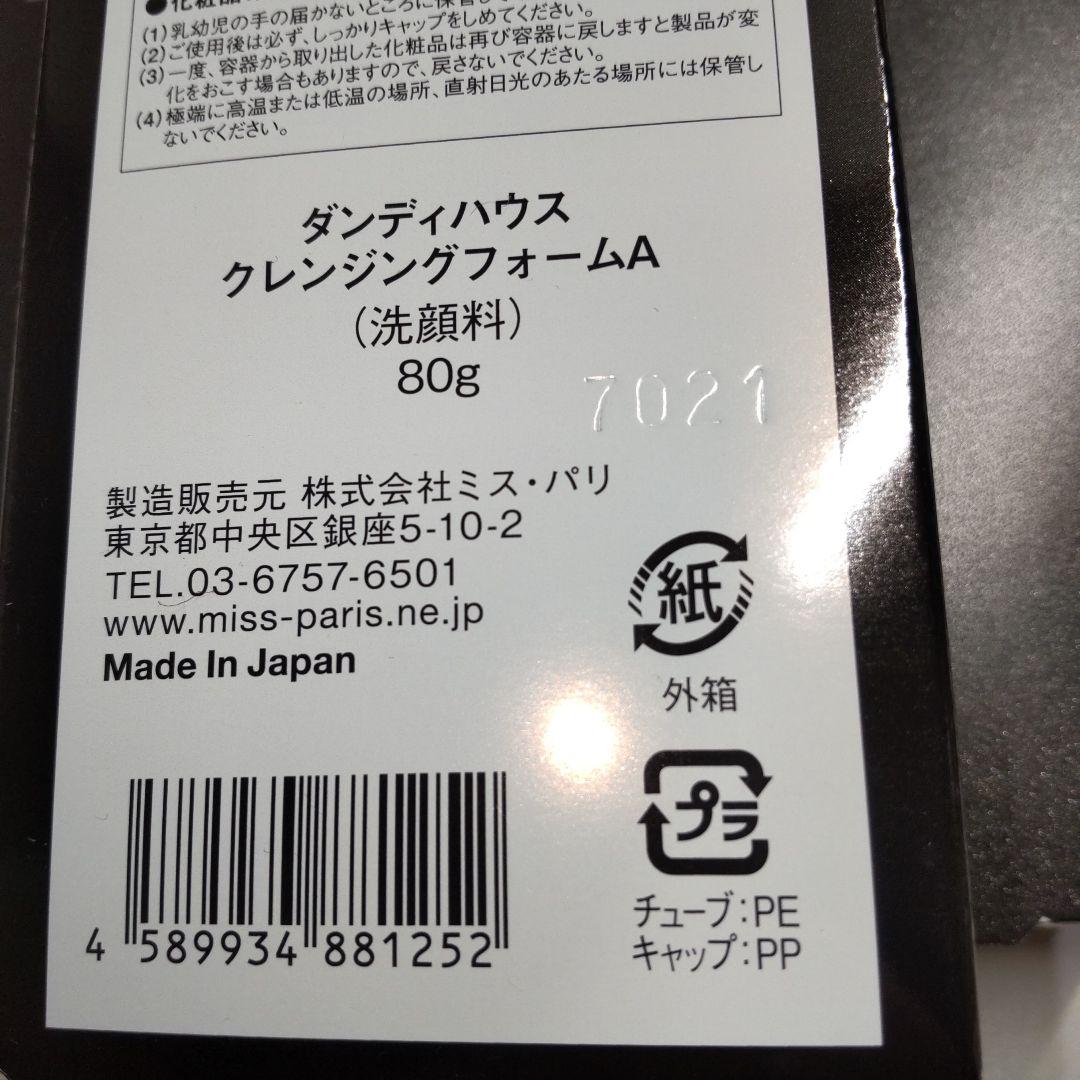 ●化粧品
(1)乳幼児の手の届かないところに保管し
(2)ご使用後は必ず、しっかりキャップをしめてください。
(3)一度、容器から取り出した化粧品は再び容器に戻しますと製品が変
化をおこす場合もありますので、戻さないでください。
(4)極端に高温または低温の場所、直射日光のあたる場所には保管し
ないでください。
ダンディハウス
クレンジングフォームA
(洗顔料)
80g
7021
製造販売元 株式会社ミス・パリ
東京都中央区銀座5-10-2
TEL.03-6757-6501
www.miss-paris.ne.jp
Made In Japan
紙
外箱
プラ
チューブ:PE
キャップ:PP
4 589934 881252